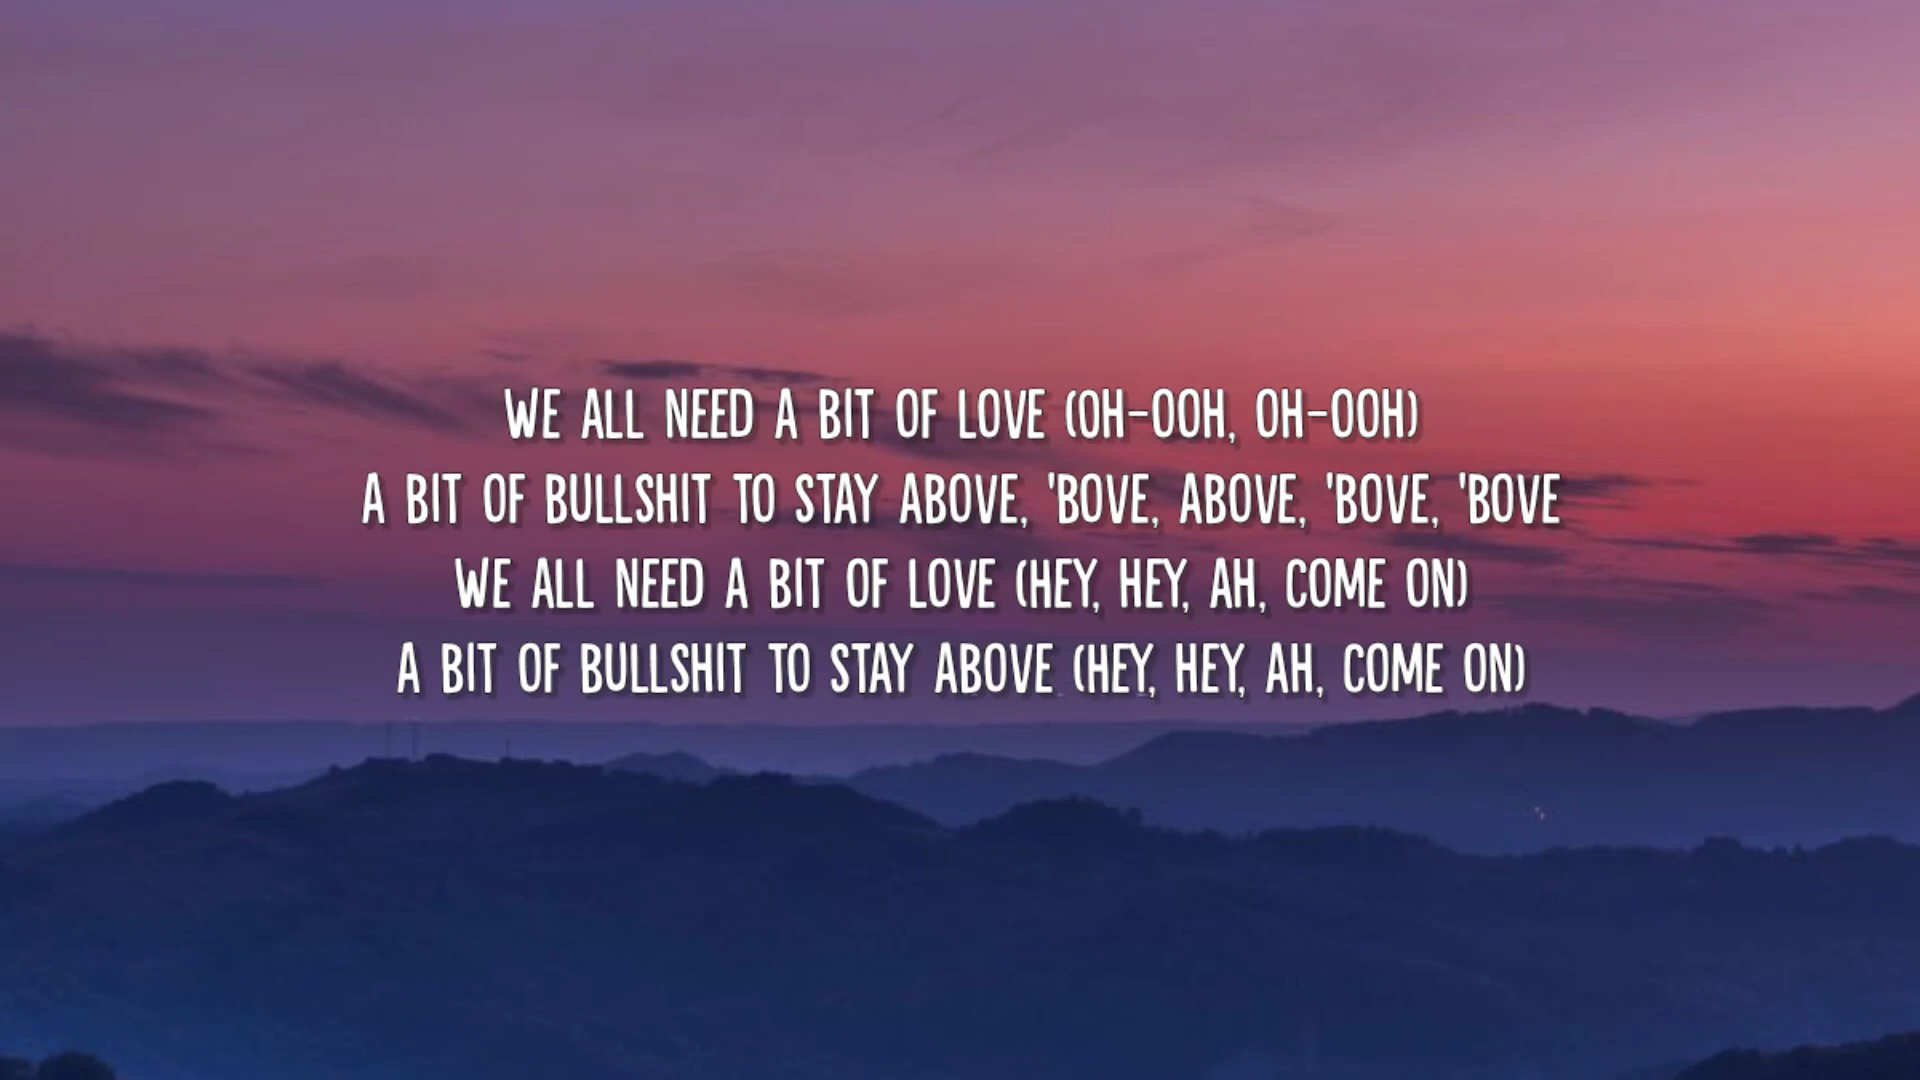 WE ALL NEED A BIT OF LOVE (OH-OOH, OH-OOH)
A BIT OF BULLSHIT TO STAY ABOVE, 'BOVE, ABOVE, 'BOVE, 'BOVE
WE ALL NEED A BIT OF LOVE (HEY, HEY, AH, COME ON)
A BIT OF BULLSHIT TO STAY ABOVE (HEY, HEY, AH, COME ON)